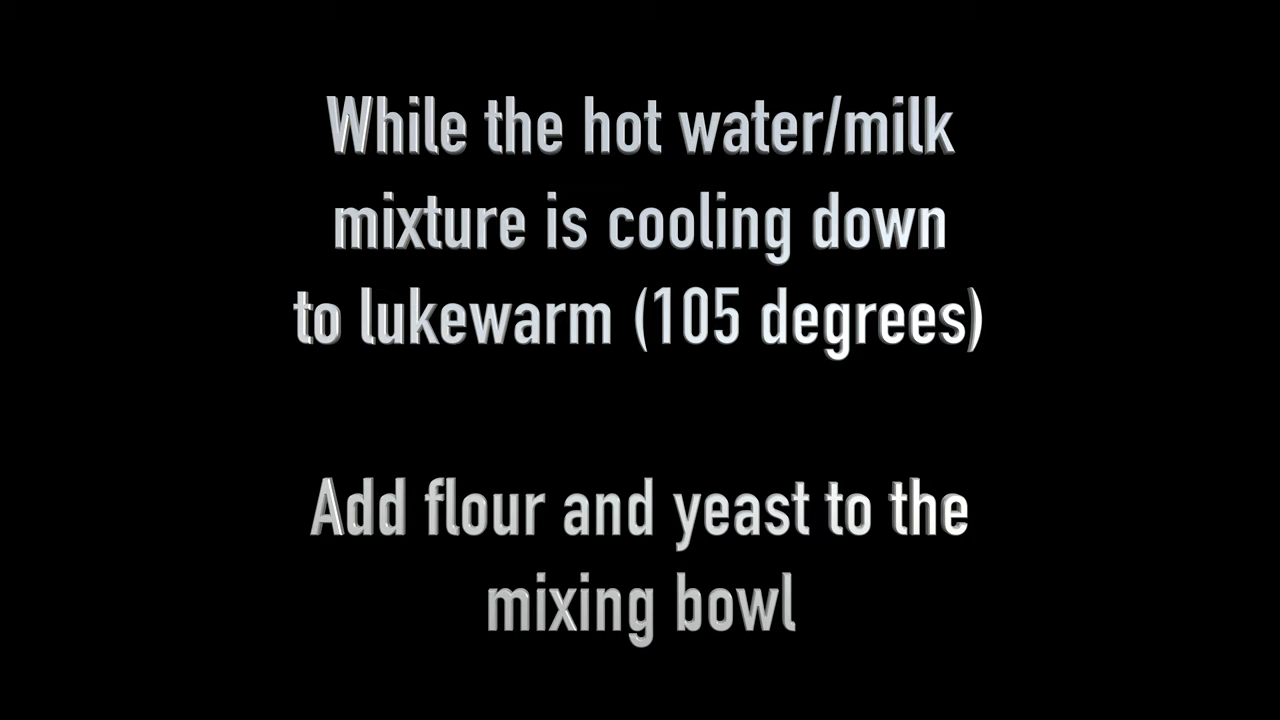 While the hot water/milk
mixture is cooling down
to lukewarm (105 degrees)
Add flour and yeast to the
mixing bowl